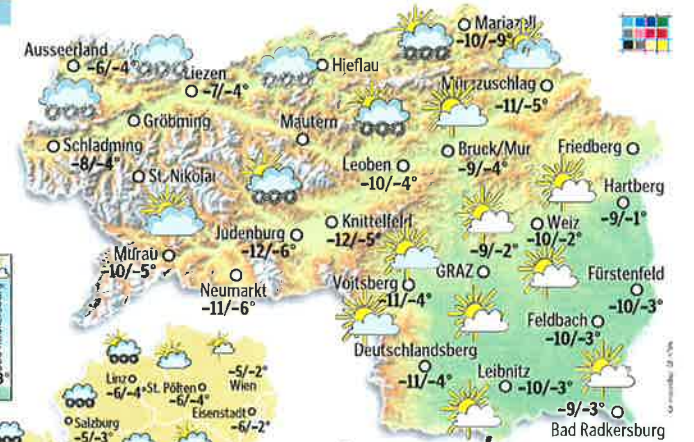 Mariazell
-10/-9°
Ausseerland
-6/-4°
Hieflau
Liezen
-7/-4°
Mürzzuschlag
-11/-5°
Gröbming
Mautern
Schladming
-8/-4°
Bruck/Mur
-9/-4°
Friedberg
Leoben
-10/-4°
St. Nikolai
Hartberg
-9/-1°
Knittelfeld
-12/-5°
Judenburg
-12/-6°
Weiz
-10/-2°
-9/-2°
GRAZ
Murau
-10/-5°
Neumarkt
-11/-6°
Voitsberg
-11/-4°
Fürstenfeld
-10/-3°
Feldbach
-10/-3°
Deutschlandsberg
-11/-4°
Leibnitz
-10/-3°
-9/-3°
Bad Radkersburg
-5/-2°
Wien
Linz
-6/-4°
St. Pölten
-6/-4°
Eisenstadt
-6/-2°
Salzburg
-5/-3°